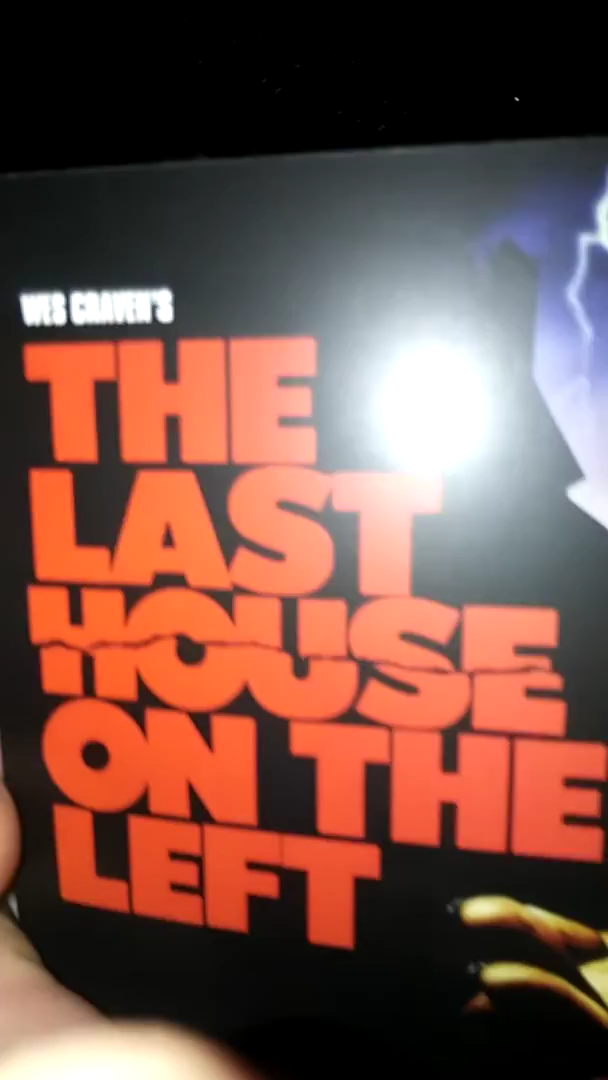 WES CRAVEN'S
THE
LAST
HOUSE
ON THE
LEFT